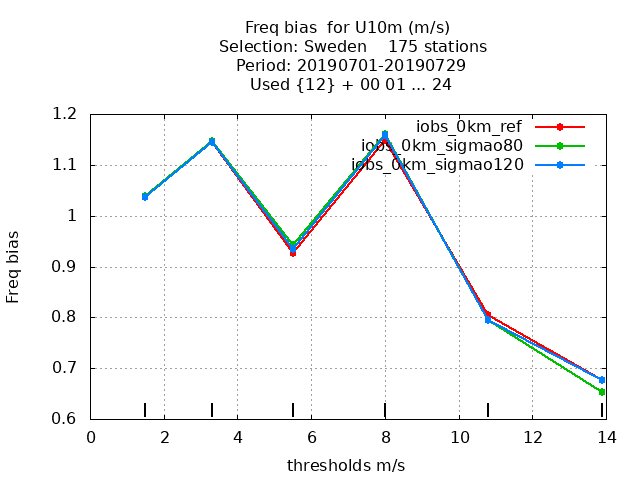 Freq bias  for U10m (m/s)
Selection: Sweden    175 stations
Period: 20190701-20190729
Used {12} + 00 01 ... 24
iobs_0km_ref
iobs_0km_sigmao80
iobs_0km_sigmao120
1.2
1.1
1
0.9
0.8
0.7
0.6
Freq bias
0 2 4 6 8 10 12 14
thresholds m/s